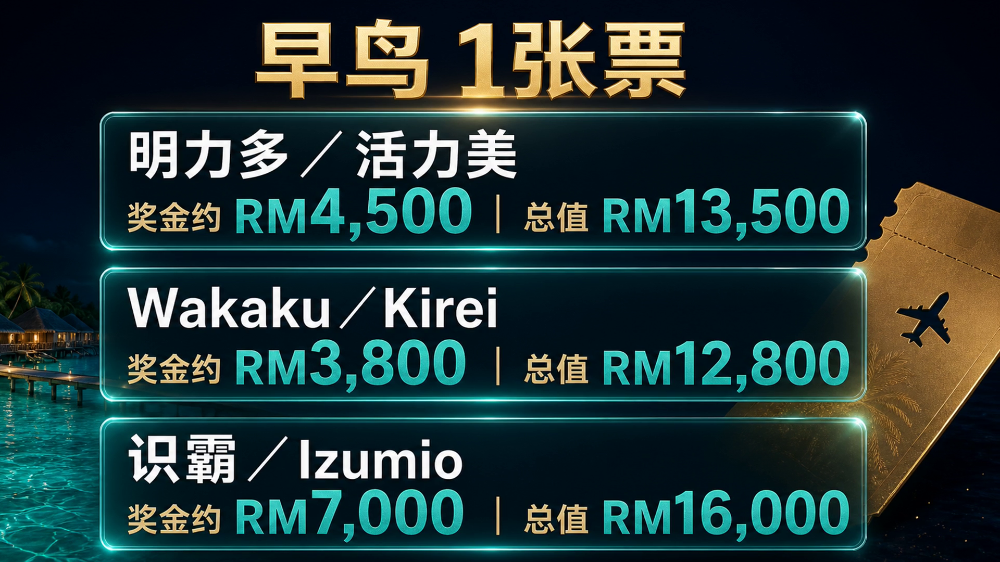 早鸟 1张票
明力多／活力美
奖金约 RM4,500 | 总值 RM13,500
Wakaku／Kirei
奖金约 RM3,800 | 总值 RM12,800
识霸／Izumio
奖金约 RM7,000 | 总值 RM16,000